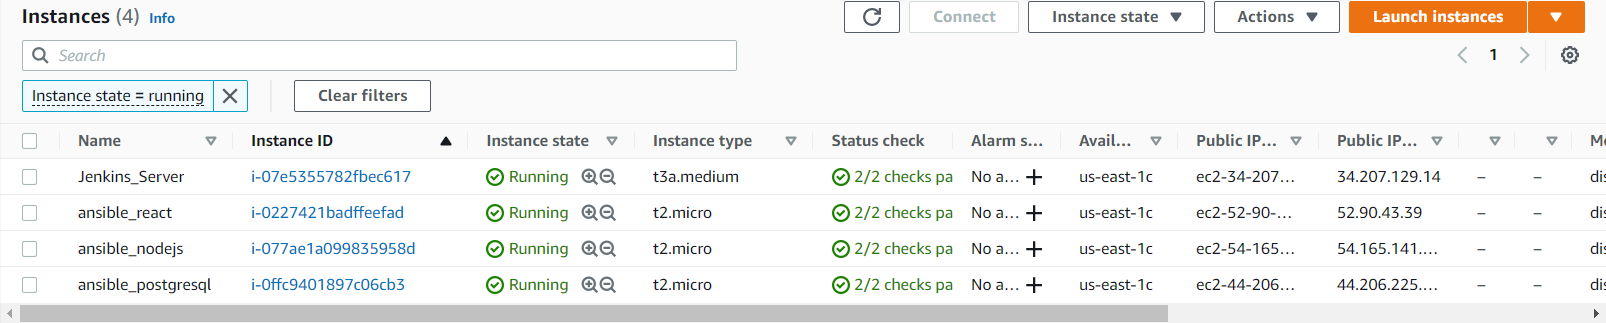 Instances (4) Info Connect Instance state Actions Launch instances
Search 1
Instance state = running Clear filters
Name Instance ID Instance state Instance type Status check Alarm s... Avail... Public IP... Public IP... Mo
Jenkins_Server i-07e5355782fbec617 Running t3a.medium 2/2 checks pa No a... us-east-1c ec2-34-207... 34.207.129.14 – – dis
ansible_react i-0227421badffeefad Running t2.micro 2/2 checks pa No a... us-east-1c ec2-52-90-... 52.90.43.39 – – dis
ansible_nodejs i-077ae1a099835958d Running t2.micro 2/2 checks pa No a... us-east-1c ec2-54-165... 54.165.141.... – – dis
ansible_postgresql i-0ffc9401897c06cb3 Running t2.micro 2/2 checks pa No a... us-east-1c ec2-44-206... 44.206.225.... – – dis